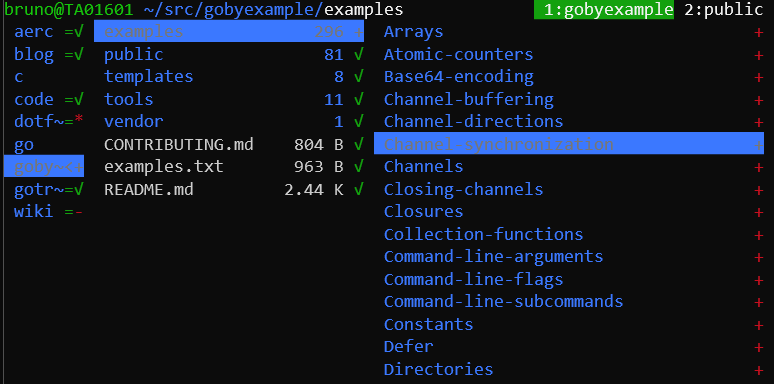 bruno@TA01601 ~/src/gobyexample/examples 1:gobyexample 2:public
aerc =√ examples 296 + Arrays +
blog =√ public 81 √ Atomic-counters +
c templates 8 √ Base64-encoding +
code =√ tools 11 √ Channel-buffering +
dotf~=* vendor 1 √ Channel-directions +
go CONTRIBUTING.md 804 B √ Channel-synchronization +
examples.txt 963 B √ Channels +
gotr~=√ README.md 2.44 K √ Closing-channels +
wiki =- Closures +
Collection-functions +
Command-line-arguments +
Command-line-flags +
Command-line-subcommands +
Constants +
Defer +
Directories +